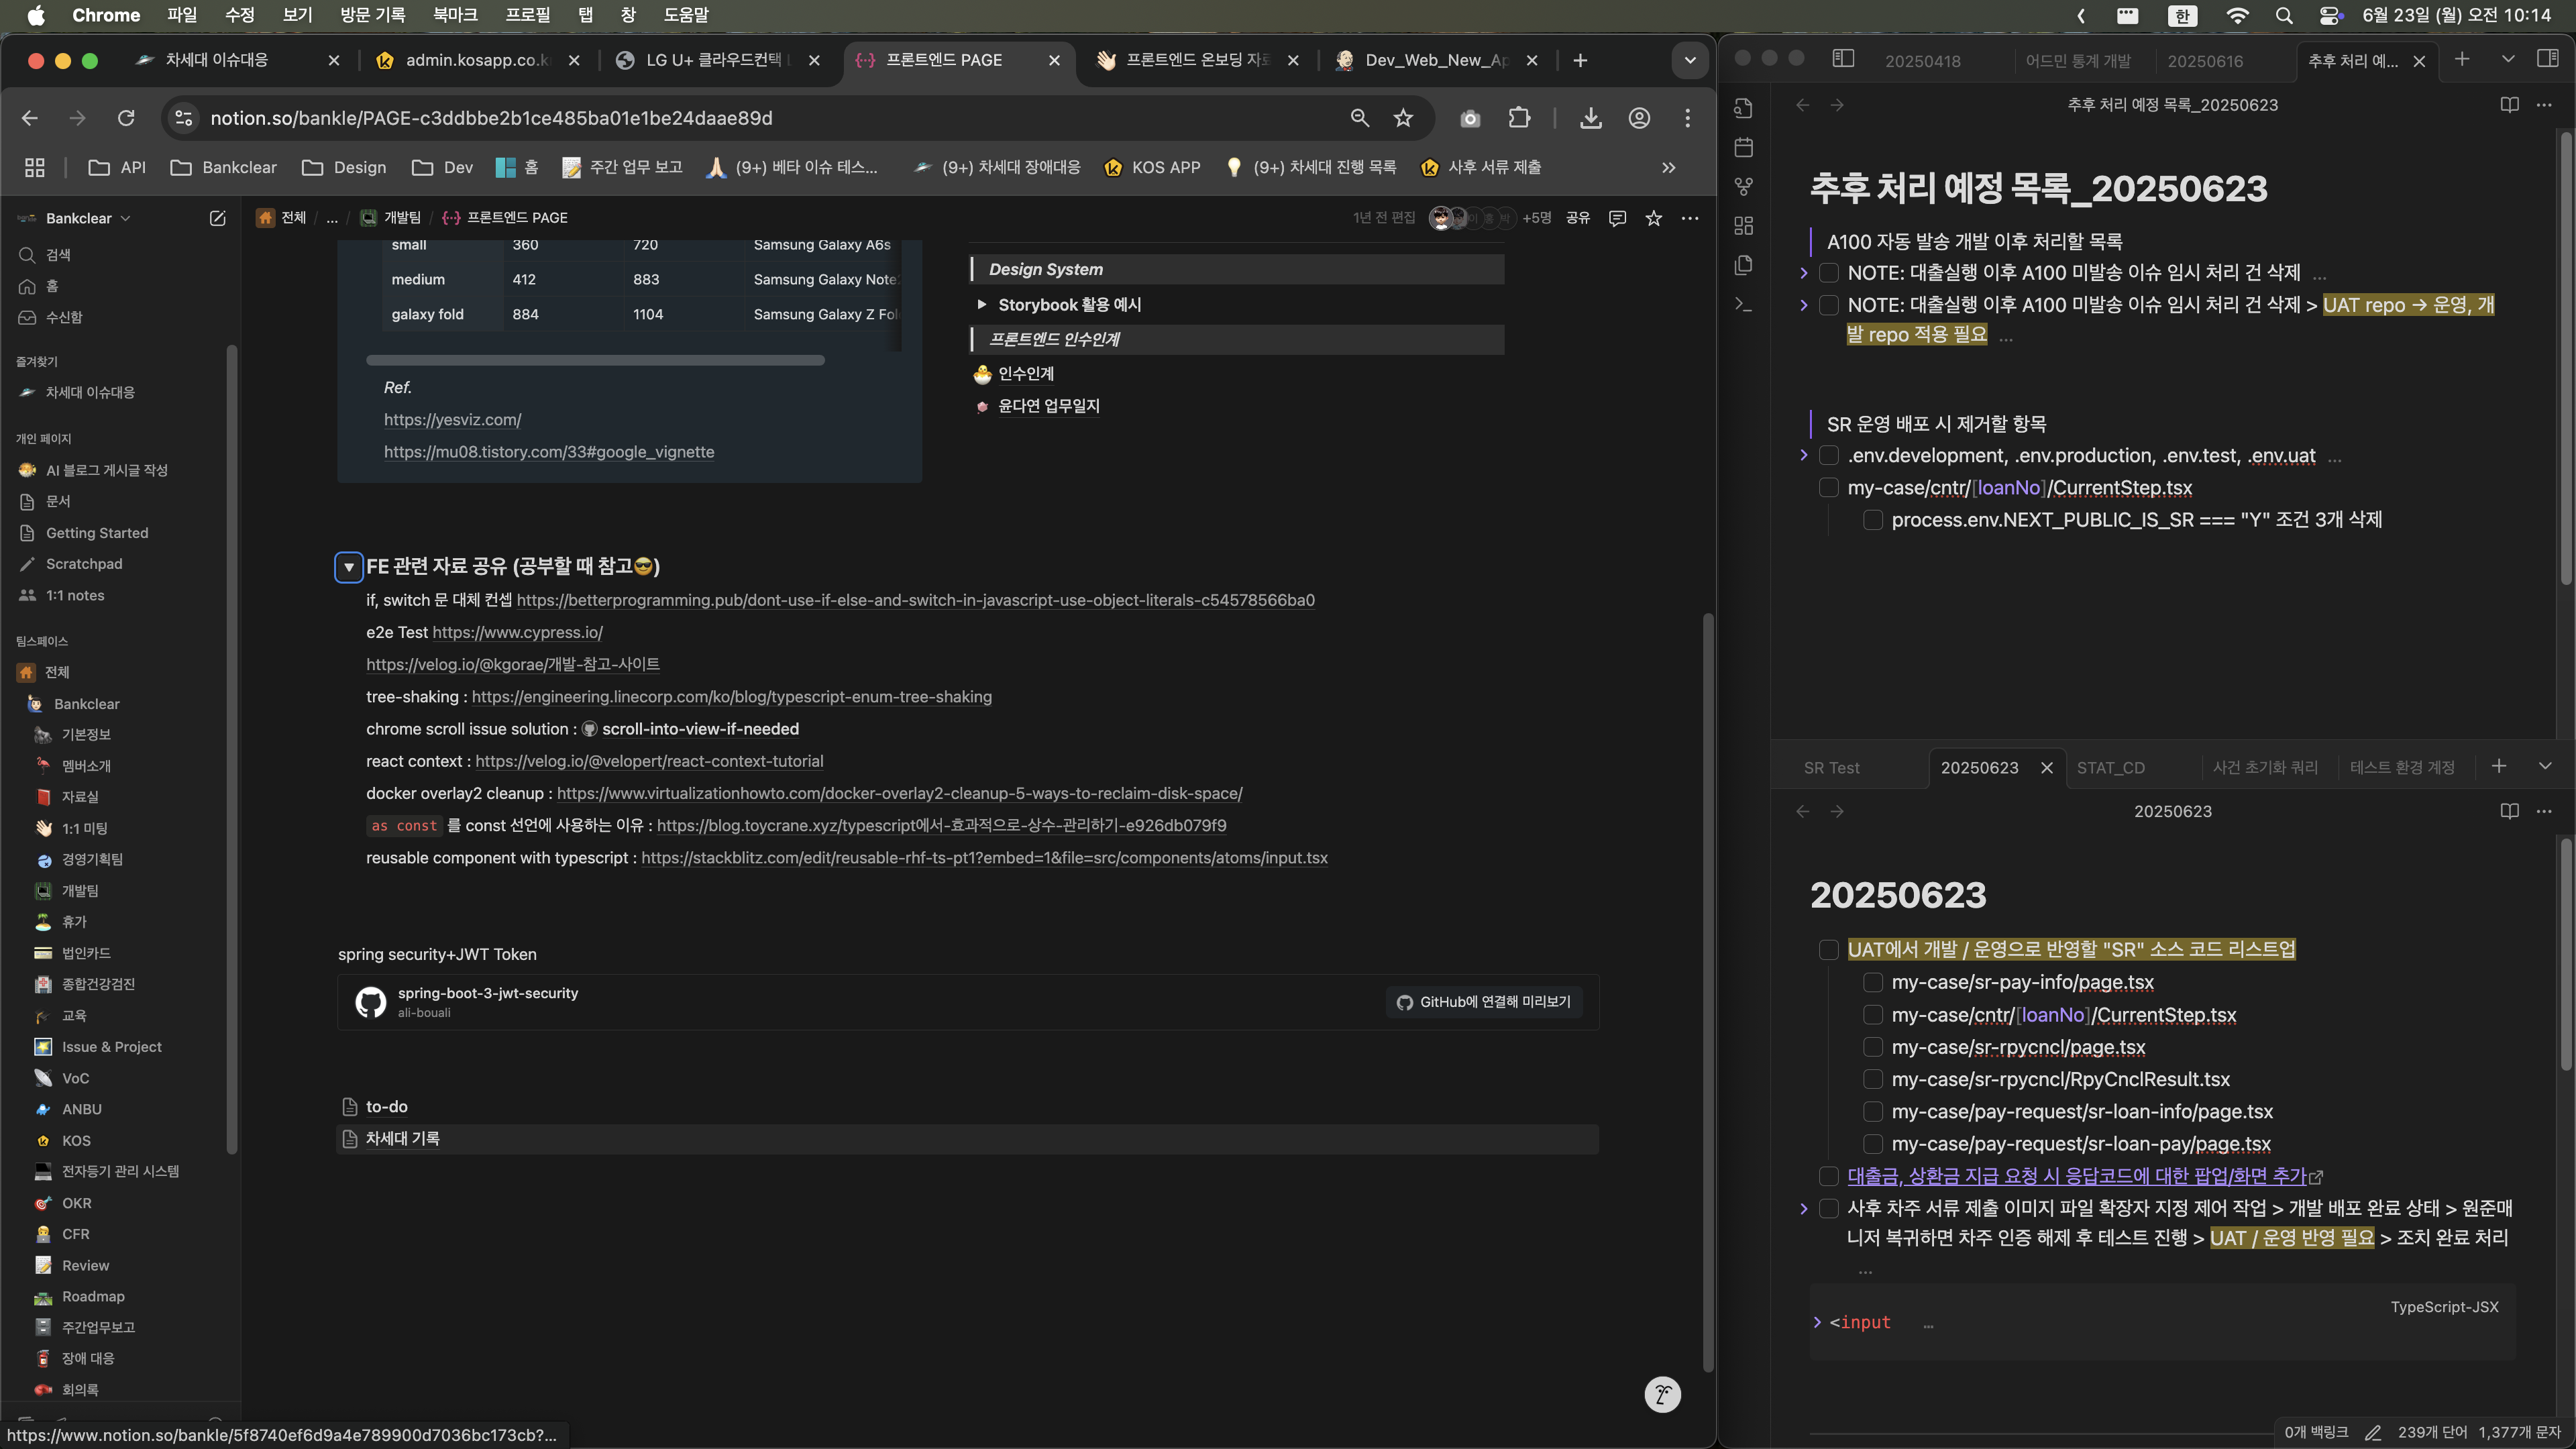 Chrome 파일 수정 보기 방문 기록 북마크 프로필 탭 창 도움말
한 6월 23일 (월) 오전 10:14
차세대 이슈대응
admin.kosapp.co.k
LG U+ 클라우드컨택
프론트엔드 PAGE
프론트엔드 온보딩 자료
Dev_Web_New_Ap
notion.so/bankle/PAGE-c3ddbbe2b1ce485ba01e1be24daae89d
API Bankclear Design Dev 홈 주간 업무 보고 (9+) 베타 이슈 테스... (9+) 차세대 장애대응 KOS APP (9+) 차세대 진행 목록 사후 서류 제출
Bankclear
검색
홈
수신함
즐겨찾기
차세대 이슈대응
개인 페이지
AI 블로그 게시글 작성
문서
Getting Started
Scratchpad
1:1 notes
팀스페이스
전체
Bankclear
기본정보
멤버소개
자료실
1:1 미팅
경영기획팀
개발팀
휴가
법인카드
종합건강검진
교육
Issue & Project
VoC
ANBU
KOS
전자등기 관리 시스템
OKR
CFR
Review
Roadmap
주간업무보고
장애 대응
회의록
https://www.notion.so/bankle/5f8740ef6d9a4e789900d7036bc173cb?...
전체 / ... / 개발팀 / 프론트엔드 PAGE
1년 전 편집 이 홍 박 +5명 공유
small 360 720 Samsung Galaxy A6s
medium 412 883 Samsung Galaxy Note
galaxy fold 884 1104 Samsung Galaxy Z Fol
Ref.
https://yesviz.com/
https://mu08.tistory.com/33#google_vignette
Design System
Storybook 활용 예시
프론트엔드 인수인계
인수인계
윤다연 업무일지
FE 관련 자료 공유 (공부할 때 참고😎)
if, switch 문 대체 컨셉 https://betterprogramming.pub/dont-use-if-else-and-switch-in-javascript-use-object-literals-c54578566ba0
e2e Test https://www.cypress.io/
https://velog.io/@kgorae/개발-참고-사이트
tree-shaking : https://engineering.linecorp.com/ko/blog/typescript-enum-tree-shaking
chrome scroll issue solution : scroll-into-view-if-needed
react context : https://velog.io/@velopert/react-context-tutorial
docker overlay2 cleanup : https://www.virtualizationhowto.com/docker-overlay2-cleanup-5-ways-to-reclaim-disk-space/
as const 를 const 선언에 사용하는 이유 : https://blog.toycrane.xyz/typescript에서-효과적으로-상수-관리하기-e926db079f9
reusable component with typescript : https://stackblitz.com/edit/reusable-rhf-ts-pt1?embed=1&file=src/components/atoms/input.tsx
spring security+JWT Token
spring-boot-3-jwt-security
ali-bouali
GitHub에 연결해 미리보기
to-do
차세대 기록
20250418 어드민 통계 개발 20250616 추후 처리 예...
추후 처리 예정 목록_20250623
추후 처리 예정 목록_20250623
A100 자동 발송 개발 이후 처리할 목록
NOTE: 대출실행 이후 A100 미발송 이슈 임시 처리 건 삭제 ...
NOTE: 대출실행 이후 A100 미발송 이슈 임시 처리 건 삭제 > UAT repo → 운영, 개
발 repo 적용 필요 ...
SR 운영 배포 시 제거할 항목
.env.development, .env.production, .env.test, .env.uat ...
my-case/cntr/[loanNo]/CurrentStep.tsx
process.env.NEXT_PUBLIC_IS_SR === "Y" 조건 3개 삭제
SR Test 20250623 STAT_CD 사건 초기화 쿼리 테스트 환경 계정
20250623
20250623
UAT에서 개발 / 운영으로 반영할 "SR" 소스 코드 리스트업
my-case/sr-pay-info/page.tsx
my-case/cntr/[loanNo]/CurrentStep.tsx
my-case/sr-rpycncl/page.tsx
my-case/sr-rpycncl/RpyCnclResult.tsx
my-case/pay-request/sr-loan-info/page.tsx
my-case/pay-request/sr-loan-pay/page.tsx
대출금, 상환금 지급 요청 시 응답코드에 대한 팝업/화면 추가
사후 차주 서류 제출 이미지 파일 확장자 지정 제어 작업 > 개발 배포 완료 상태 > 원준매
니저 복귀하면 차주 인증 해제 후 테스트 진행 > UAT / 운영 반영 필요 > 조치 완료 처리
...
TypeScript-JSX
<input ...
0개 백링크 239개 단어 1,377개 문자